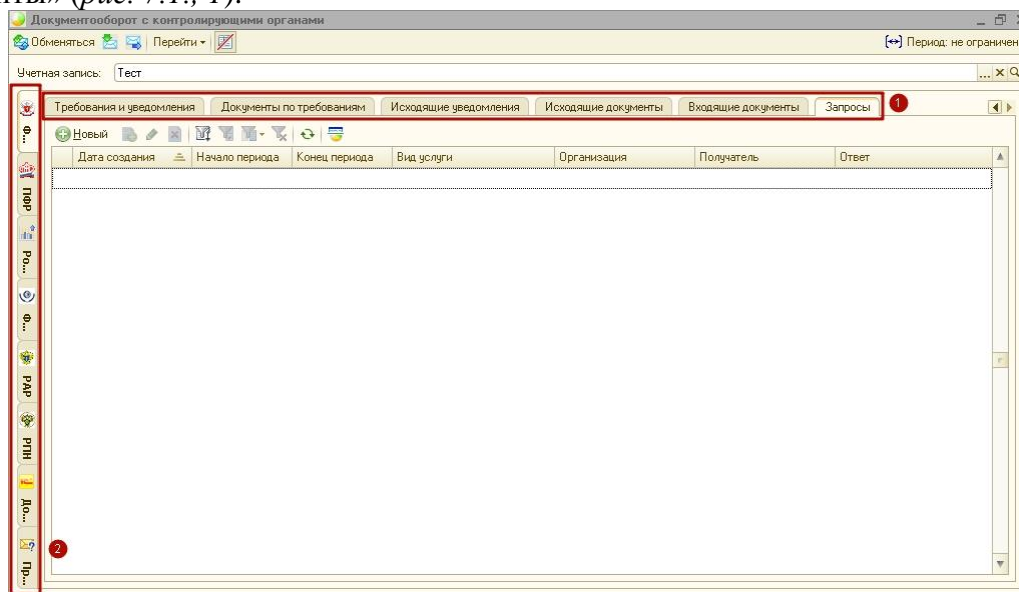 ты» (рис. 7.1., 1).
Документооборот с контролирующими органами
Обменяться Перейти Период: не ограничен
Учетная запись: Тест
Требования и уведомления Документы по требованиям Исходящие уведомления Исходящие документы Входящие документы Запросы 1
Новый
Дата создания Начало периода Конец периода Вид услуги Организация Получатель Ответ
Ф...
ПФР
Ро...
Ф...
РАР
РПН
До...
Пр...
2